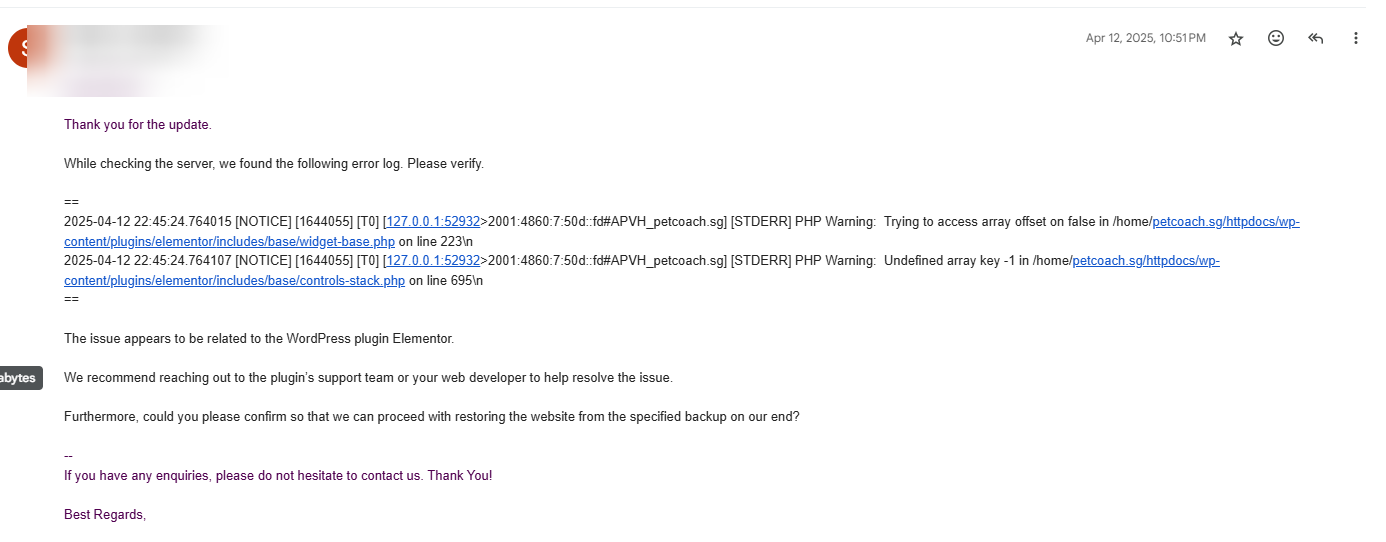 Apr 12, 2025, 10:51 PM
Thank you for the update.
While checking the server, we found the following error log. Please verify.
==
2025-04-12 22:45:24.764015 [NOTICE] [1644055] [T0] [127.0.0.1:52932>2001:4860:7:50d::fd#APVH_petcoach.sg] [STDERR] PHP Warning:  Trying to access array offset on false in /home/petcoach.sg/httpdocs/wp-
content/plugins/elementor/includes/base/widget-base.php on line 223\n
2025-04-12 22:45:24.764107 [NOTICE] [1644055] [T0] [127.0.0.1:52932>2001:4860:7:50d::fd#APVH_petcoach.sg] [STDERR] PHP Warning:  Undefined array key -1 in /home/petcoach.sg/httpdocs/wp-
content/plugins/elementor/includes/base/controls-stack.php on line 695\n
==
The issue appears to be related to the WordPress plugin Elementor.
abytes
We recommend reaching out to the plugin's support team or your web developer to help resolve the issue.
Furthermore, could you please confirm so that we can proceed with restoring the website from the specified backup on our end?
--
If you have any enquiries, please do not hesitate to contact us. Thank You!
Best Regards,